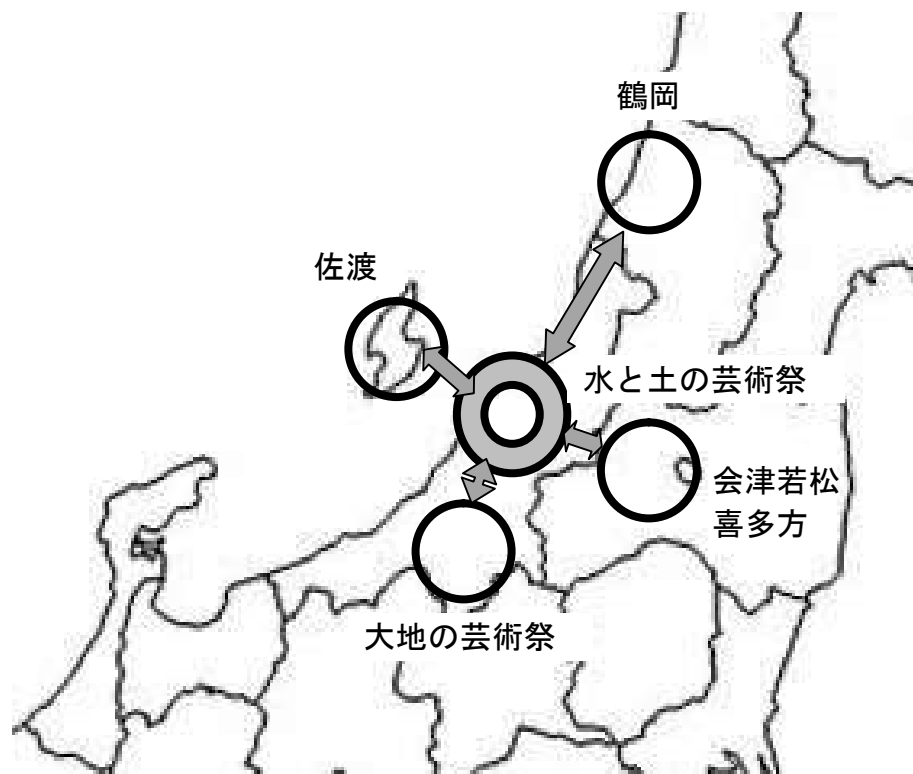 鶴岡
佐渡
水と土の芸術祭
会津若松
喜多方
大地の芸術祭